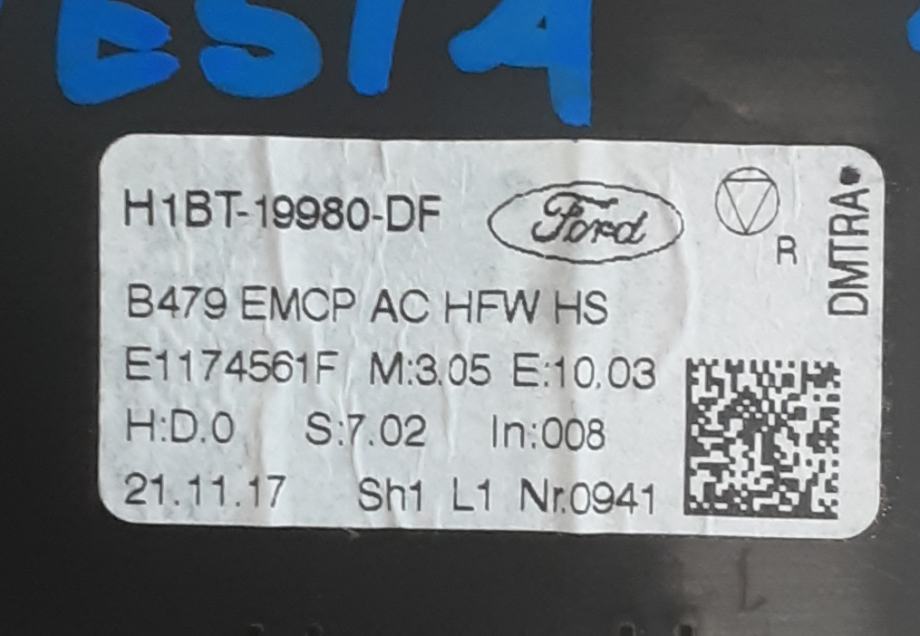 ESTA
H1BT-19980-DF
Ford
R
DMTRA
B479 EMCP AC HFW HS
E1174561F M:3.05 E:10.03
H:D.0 S:7.02 In:008
21.11.17 Sh1 L1 Nr.0941